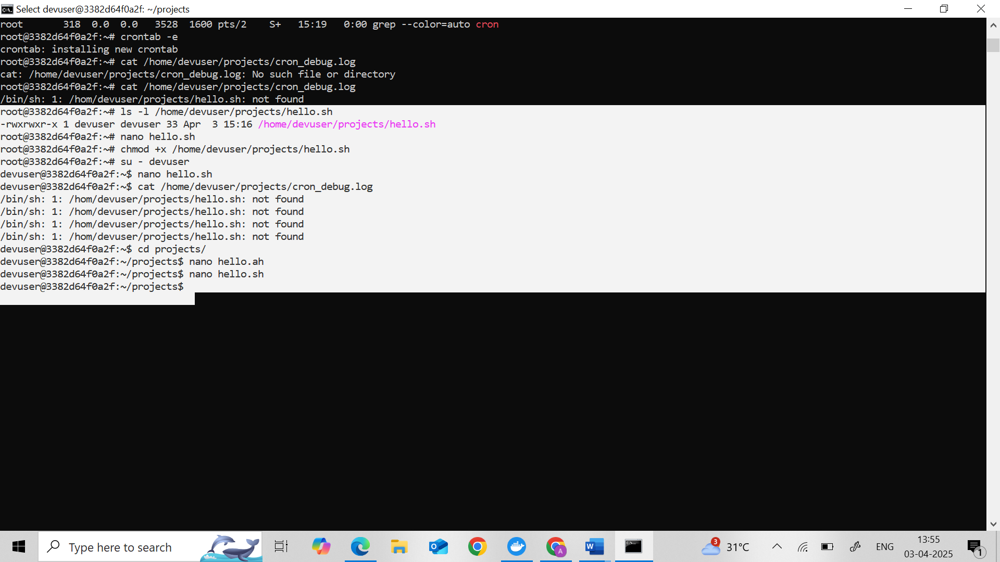 Select devuser@3382d64f0a2f: ~/projects
root       318  0.0  0.0   3528  1600 pts/2    S+   15:19   0:00 grep --color=auto cron
root@3382d64f0a2f:~# crontab -e
crontab: installing new crontab
root@3382d64f0a2f:~# cat /home/devuser/projects/cron_debug.log
cat: /home/devuser/projects/cron_debug.log: No such file or directory
root@3382d64f0a2f:~# cat /home/devuser/projects/cron_debug.log
/bin/sh: 1: /hom/devuser/projects/hello.sh: not found
root@3382d64f0a2f:~# ls -l /home/devuser/projects/hello.sh
-rwxrwxr-x 1 devuser devuser 33 Apr  3 15:16 /home/devuser/projects/hello.sh
root@3382d64f0a2f:~# nano hello.sh
root@3382d64f0a2f:~# chmod +x /home/devuser/projects/hello.sh
root@3382d64f0a2f:~# su - devuser
devuser@3382d64f0a2f:~$ nano hello.sh
devuser@3382d64f0a2f:~$ cat /home/devuser/projects/cron_debug.log
/bin/sh: 1: /hom/devuser/projects/hello.sh: not found
/bin/sh: 1: /hom/devuser/projects/hello.sh: not found
/bin/sh: 1: /hom/devuser/projects/hello.sh: not found
/bin/sh: 1: /hom/devuser/projects/hello.sh: not found
devuser@3382d64f0a2f:~$ cd projects/
devuser@3382d64f0a2f:~/projects$ nano hello.ah
devuser@3382d64f0a2f:~/projects$ nano hello.sh
devuser@3382d64f0a2f:~/projects$
Type here to search
A
W
3
31°C
ENG
13:55
03-04-2025
1